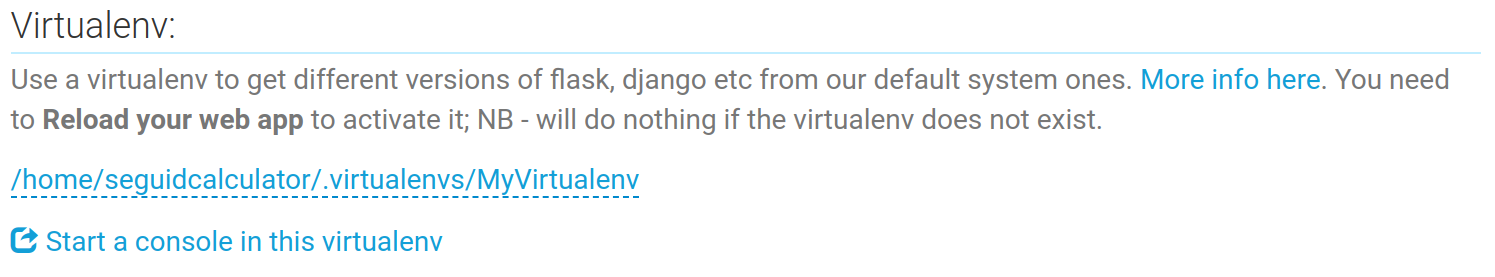 Virtualenv:
Use a virtualenv to get different versions of flask, django etc from our default system ones. More info here. You need
to Reload your web app to activate it; NB - will do nothing if the virtualenv does not exist.
/home/seguidcalculator/.virtualenvs/MyVirtualenv
Start a console in this virtualenv